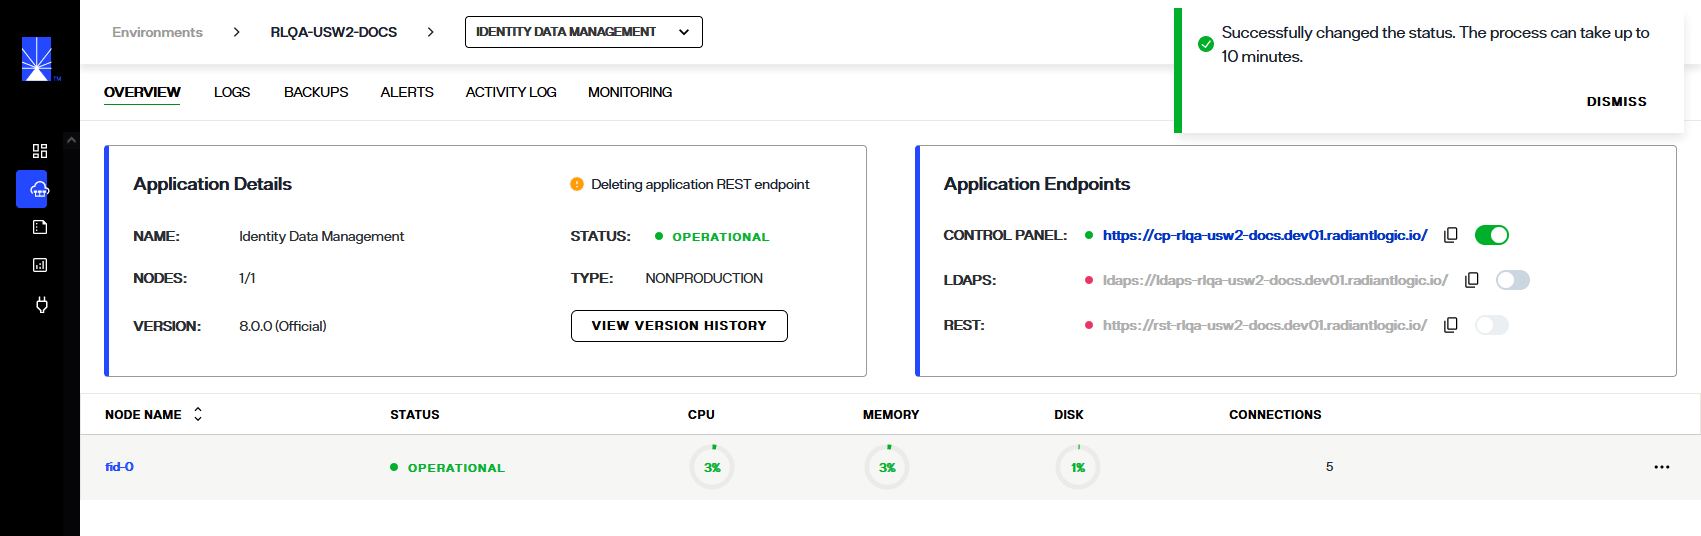 Environments > RLQA-USW2-DOCS > IDENTITY DATA MANAGEMENT
Successfully changed the status. The process can take up to
10 minutes.
DISMISS
TM
OVERVIEW LOGS BACKUPS ALERTS ACTIVITY LOG MONITORING
Application Details
Deleting application REST endpoint
NAME: Identity Data Management
STATUS: OPERATIONAL
NODES: 1/1
TYPE: NONPRODUCTION
VERSION: 8.0.0 (Official)
VIEW VERSION HISTORY
Application Endpoints
CONTROL PANEL: https://cp-rlqa-usw2-docs.dev01.radiantlogic.io/
LDAPS: ldaps://ldaps-rlqa-usw2-docs.dev01.radiantlogic.io/
REST: https://rst-rlqa-usw2-docs.dev01.radiantlogic.io/
NODE NAME STATUS CPU MEMORY DISK CONNECTIONS
fid-0 OPERATIONAL 3% 3% 1% 5